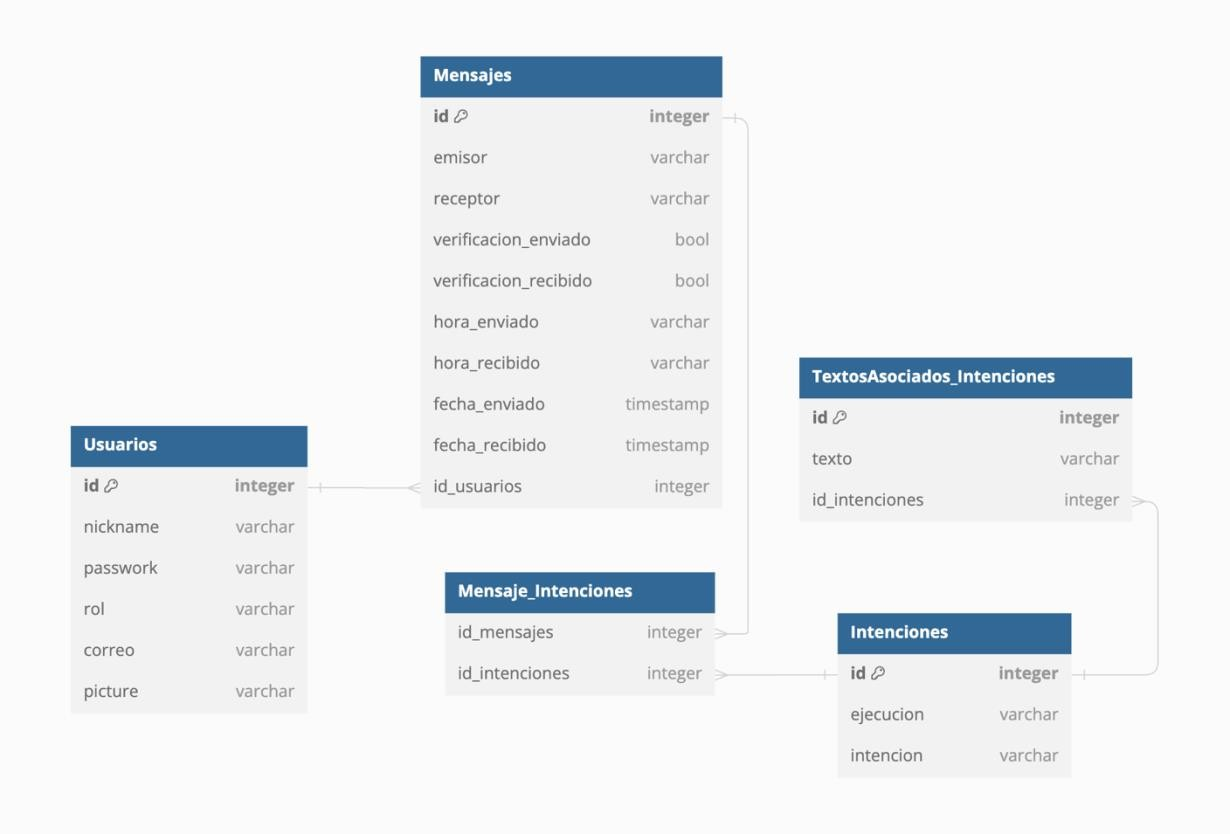 Mensajes
id integer
emisor varchar
receptor varchar
verificacion_enviado bool
verificacion_recibido bool
hora_enviado varchar
hora_recibido varchar
fecha_enviado timestamp
fecha_recibido timestamp
id_usuarios integer
Usuarios
id integer
nickname varchar
passwork varchar
rol varchar
correo varchar
picture varchar
Mensaje_Intenciones
id_mensajes integer
id_intenciones integer
TextosAsociados_Intenciones
id integer
texto varchar
id_intenciones integer
Intenciones
id integer
ejecucion varchar
intencion varchar